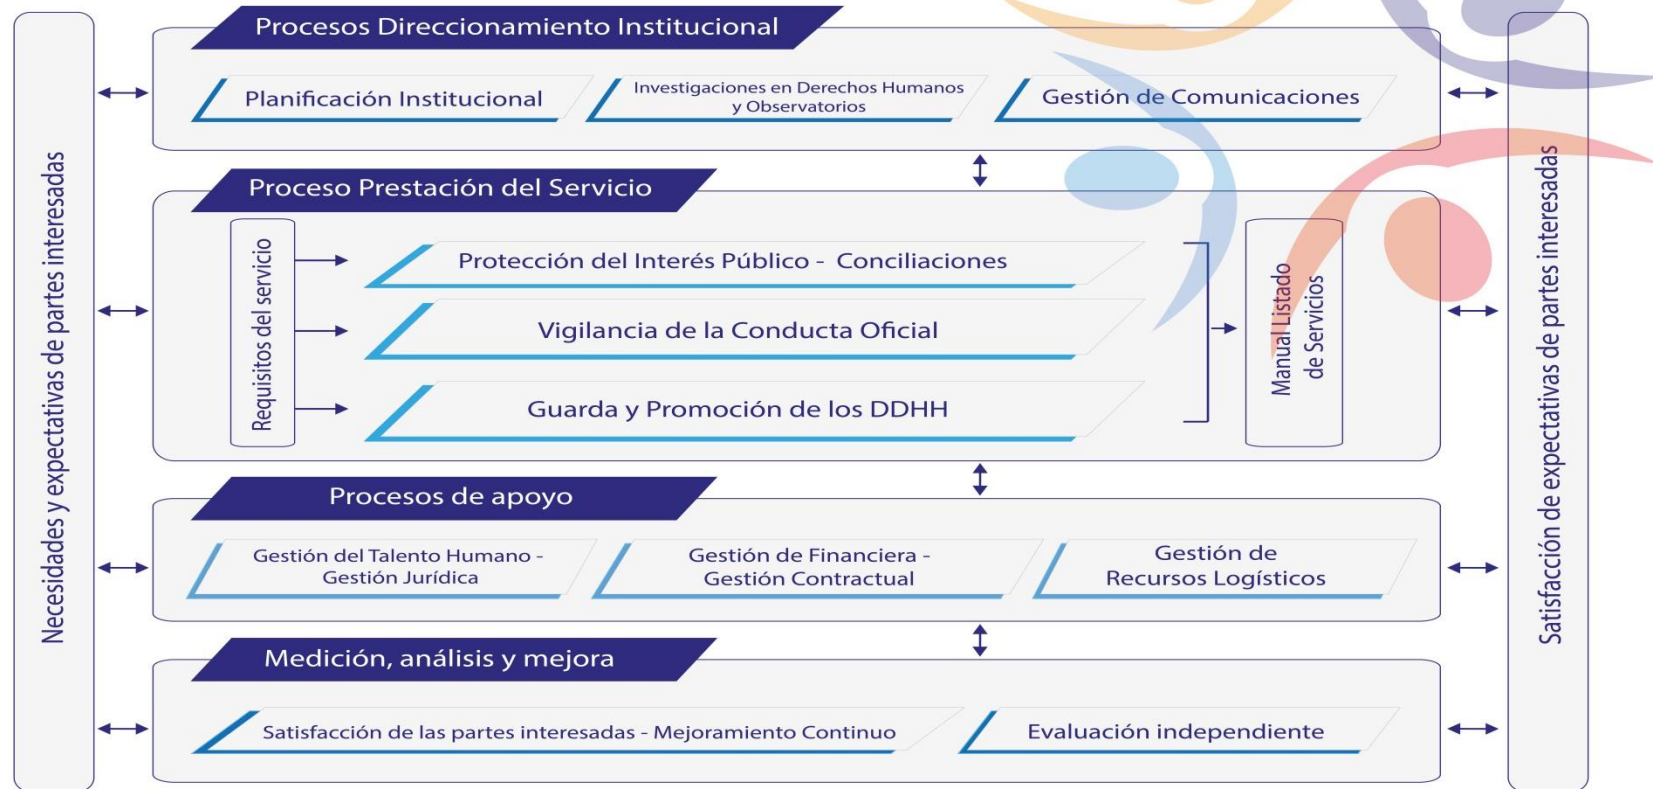 Procesos Direccionamiento Institucional
Planificación Institucional
Investigaciones en Derechos Humanos
y Observatorios
Gestión de Comunicaciones
Necesidades y expectativas de partes interesadas
Proceso Prestación del Servicio
Requisitos del servicio
Protección del Interés Público - Conciliaciones
Vigilancia de la Conducta Oficial
Guarda y Promoción de los DDHH
Manual Listado
de Servicios
Satisfacción de expectativas de partes interesadas
Procesos de apoyo
Gestión del Talento Humano -
Gestión Jurídica
Gestión de Financiera -
Gestión Contractual
Gestión de
Recursos Logísticos
Medición, análisis y mejora
Satisfacción de las partes interesadas - Mejoramiento Continuo
Evaluación independiente